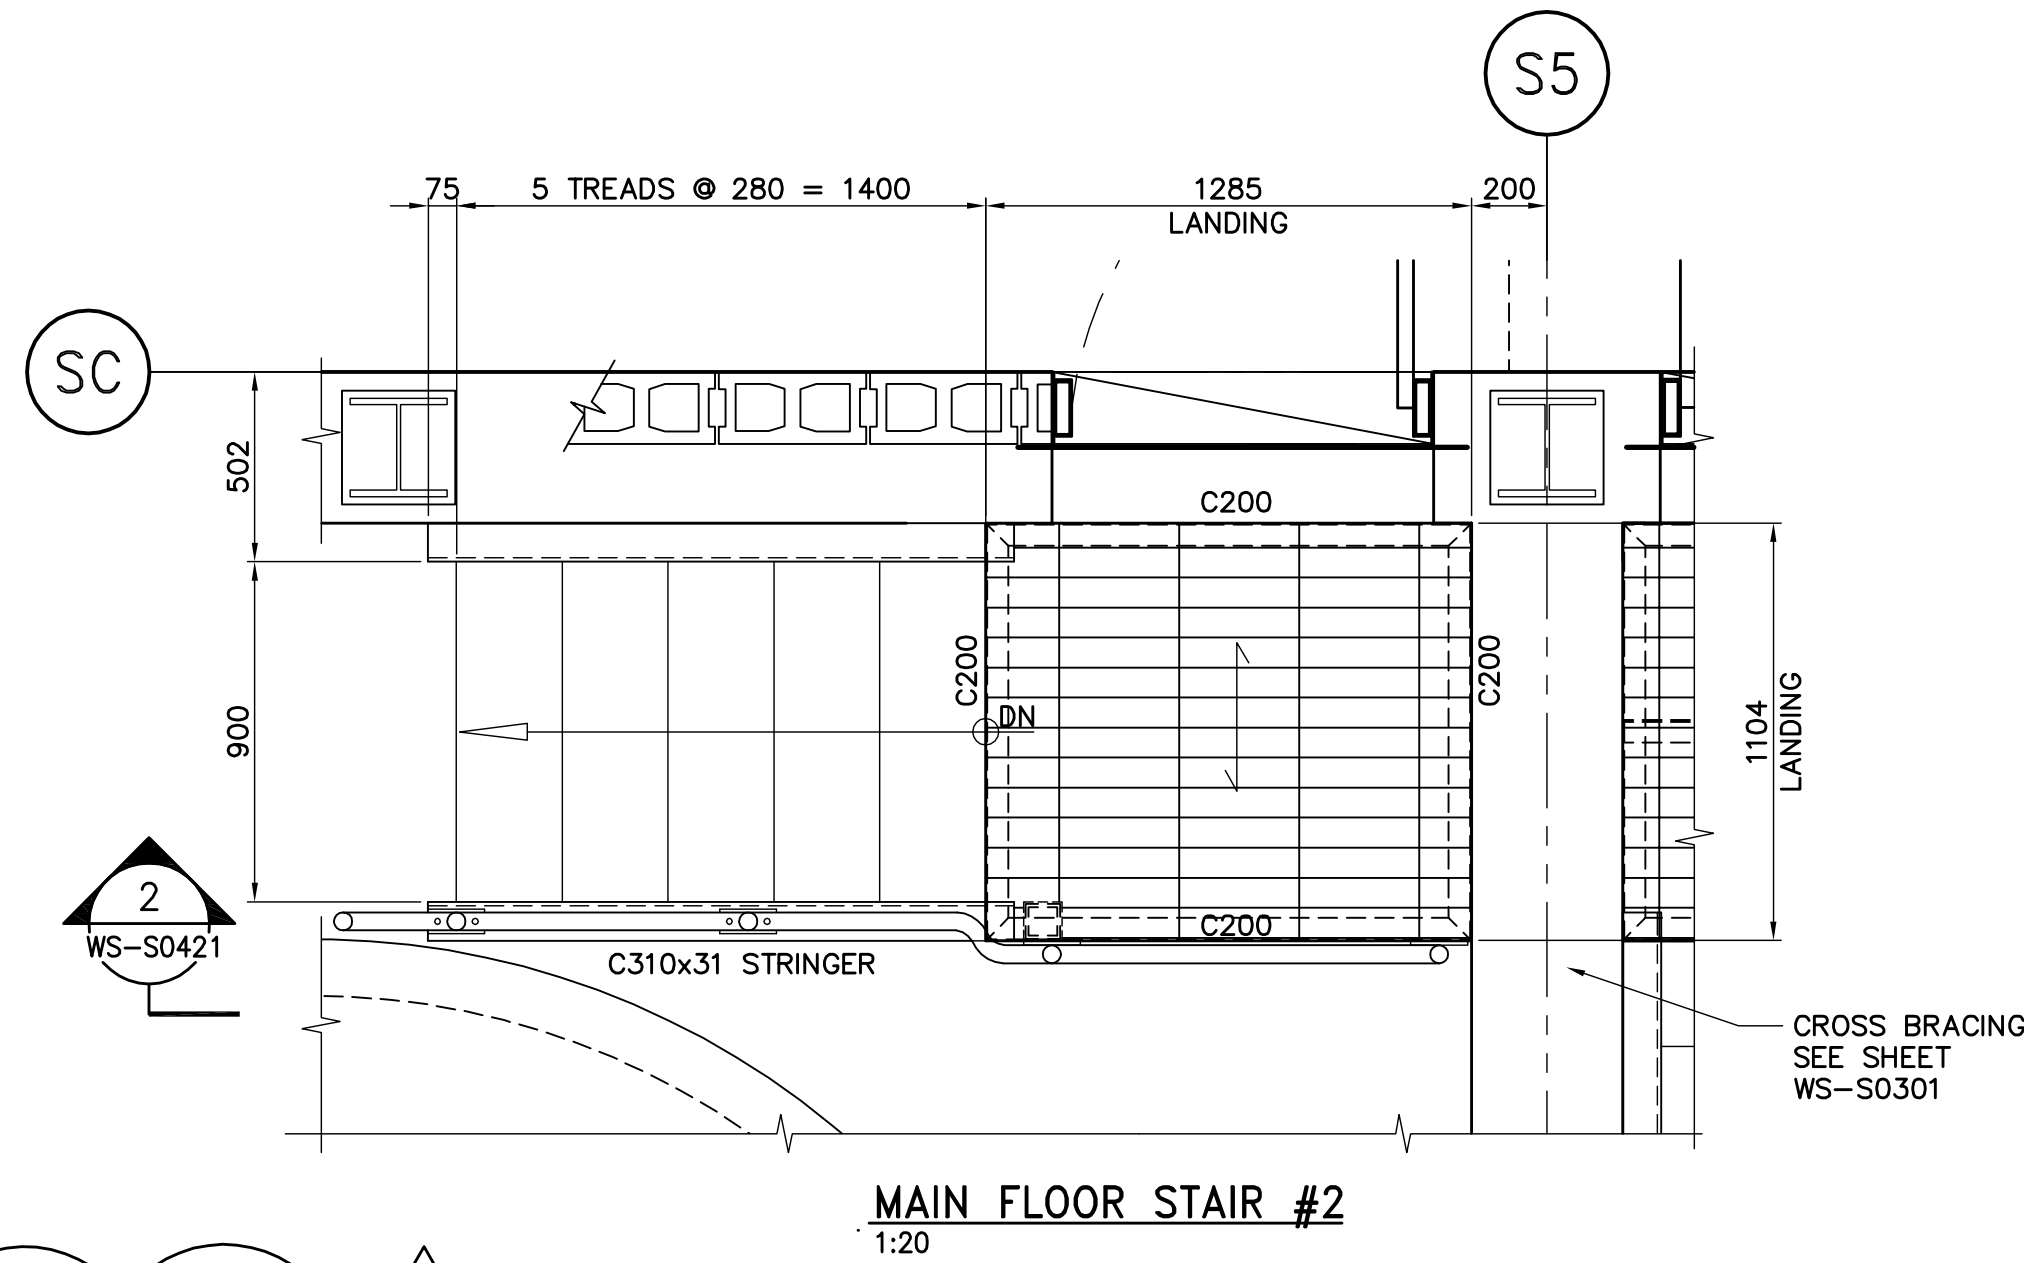 S5
75
5 TREADS @ 280 = 1400
1285
LANDING
200
SC
502
C200
C200
C200
DN
900
1104
LANDING
2
WS-S0421
C200
C310x31 STRINGER
CROSS BRACING
SEE SHEET
WS-S0301
MAIN FLOOR STAIR #2
1:20